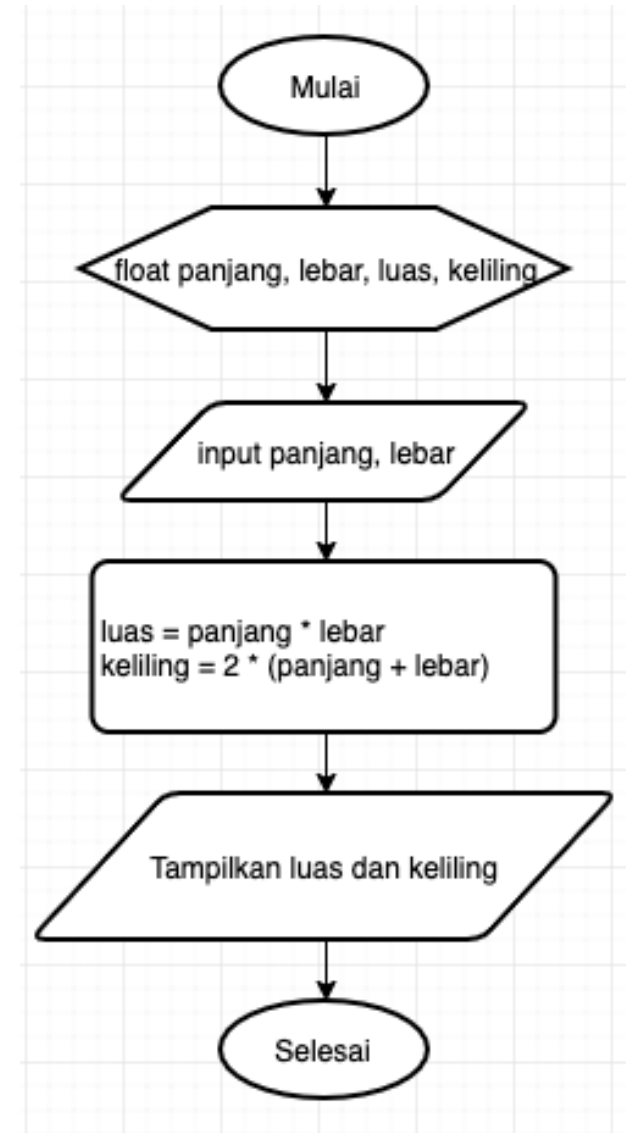 Mulai
float panjang, lebar, luas, keliling
input panjang, lebar
luas = panjang * lebar
keliling = 2 * (panjang + lebar)
Tampilkan luas dan keliling
Selesai